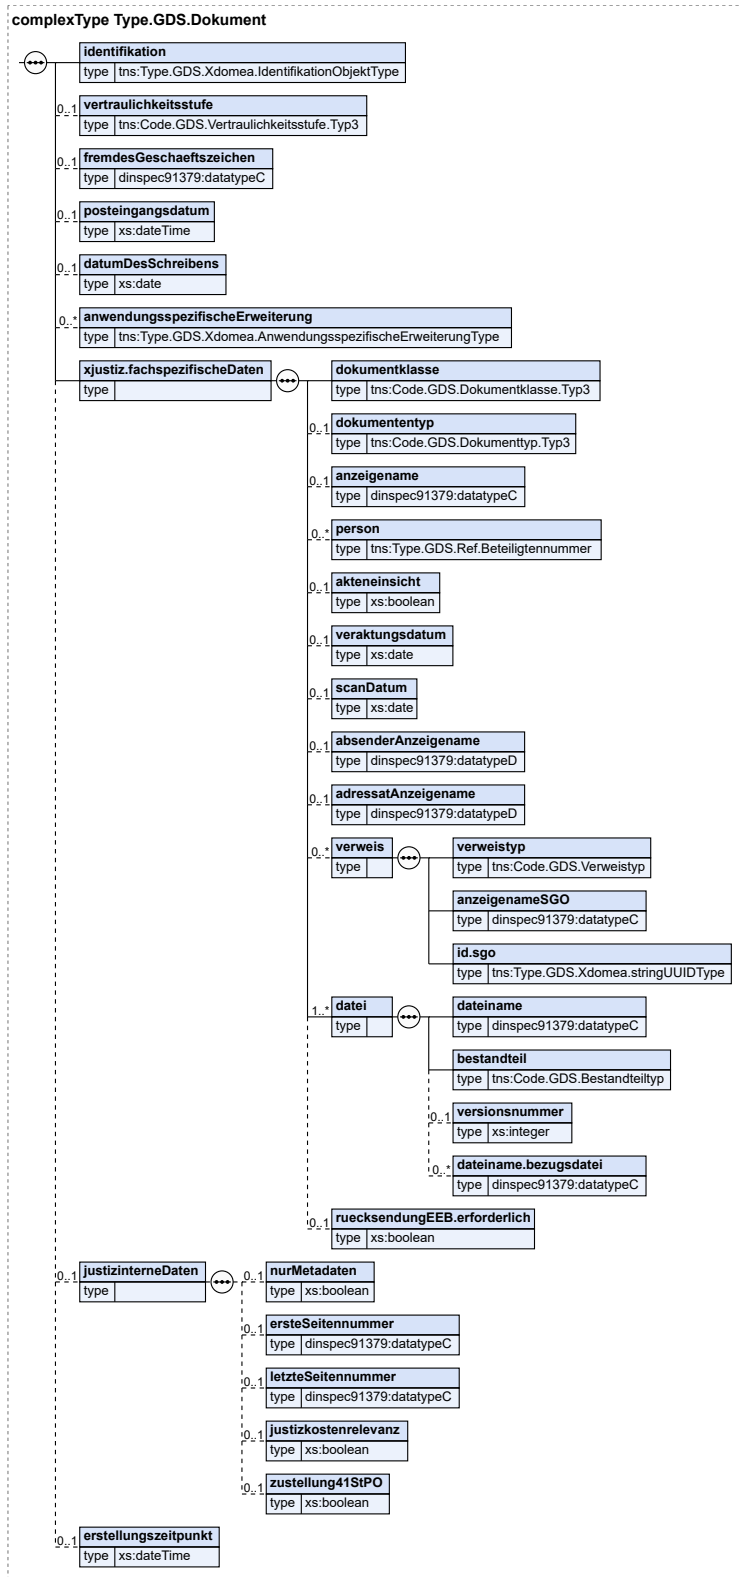 complexType Type.GDS.Dokument
identifikation
type tns:Type.GDS.Xdomea.IdentifikationObjektType
0..1 vertraulichkeitsstufe
type tns:Code.GDS.Vertraulichkeitsstufe.Typ3
0..1 fremdesGeschaeftszeichen
type dinspec91379:datatypeC
0..1 posteingangsdatum
type xs:dateTime
0..1 datumDesSchreibens
type xs:date
0..* anwendungsspezifischeErweiterung
type tns:Type.GDS.Xdomea.AnwendungsspezifischeErweiterungType
xjustiz.fachspezifischeDaten
type
dokumentklasse
type tns:Code.GDS.Dokumentklasse.Typ3
0..1 dokumententyp
type tns:Code.GDS.Dokumenttyp.Typ3
0..1 anzeigename
type dinspec91379:datatypeC
0..* person
type tns:Type.GDS.Ref.Beteiligtennummer
0..1 akteneinsicht
type xs:boolean
0..1 veraktungsdatum
type xs:date
0..1 scanDatum
type xs:date
0..1 absenderAnzeigename
type dinspec91379:datatypeD
0..1 adressatAnzeigename
type dinspec91379:datatypeD
0..* verweis
type
verweistyp
type tns:Code.GDS.Verweistyp
anzeigenameSGO
type dinspec91379:datatypeC
id.sgo
type tns:Type.GDS.Xdomea.stringUUIDType
1..* datei
type
dateiname
type dinspec91379:datatypeC
bestandteil
type tns:Code.GDS.Bestandteiltyp
0..1 versionsnummer
type xs:integer
0..* dateiname.bezugsdatei
type dinspec91379:datatypeC
0..1 ruecksendungEEB.erforderlich
type xs:boolean
0..1 justizinterneDaten
type
0..1 nurMetadaten
type xs:boolean
0..1 ersteSeitennummer
type dinspec91379:datatypeC
0..1 letzteSeitennummer
type dinspec91379:datatypeC
0..1 justizkostenrelevanz
type xs:boolean
0..1 zustellung41StPO
type xs:boolean
0..1 erstellungszeitpunkt
type xs:dateTime